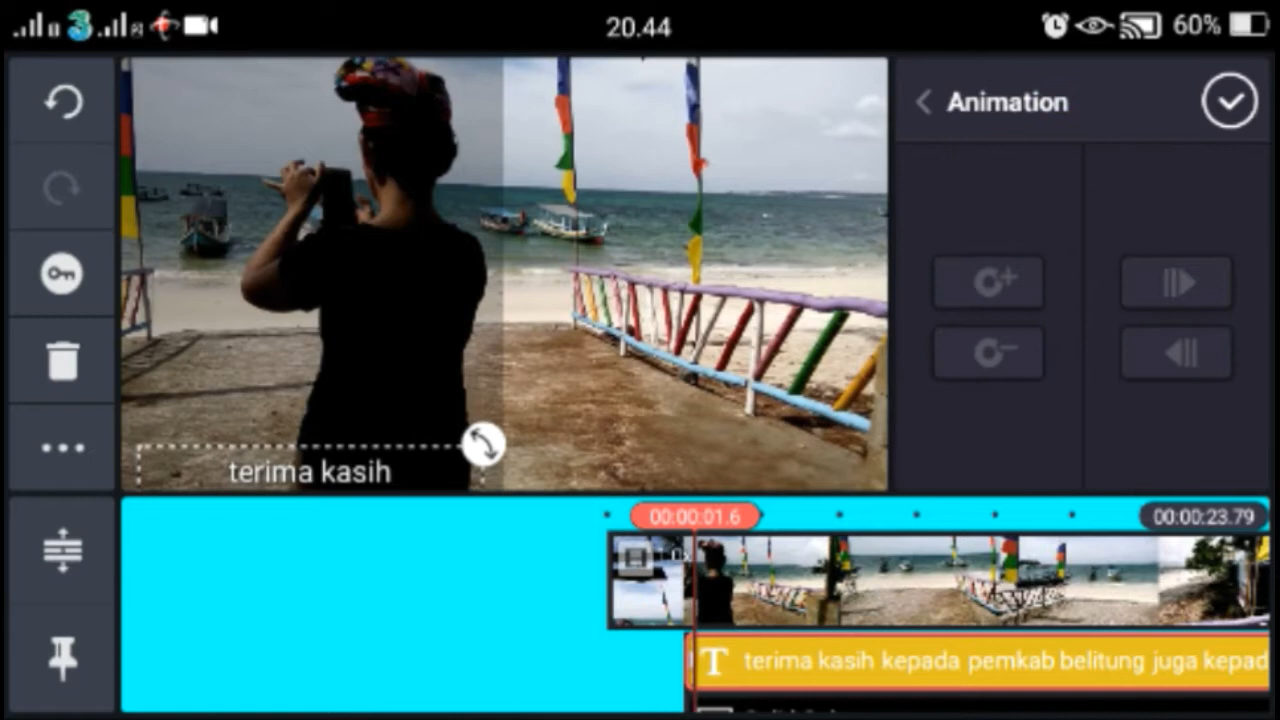 20.44
60%
Animation
terima kasih
00:00:01.6
00:00:23.79
terima kasih kepada pemkab belitung juga kepad